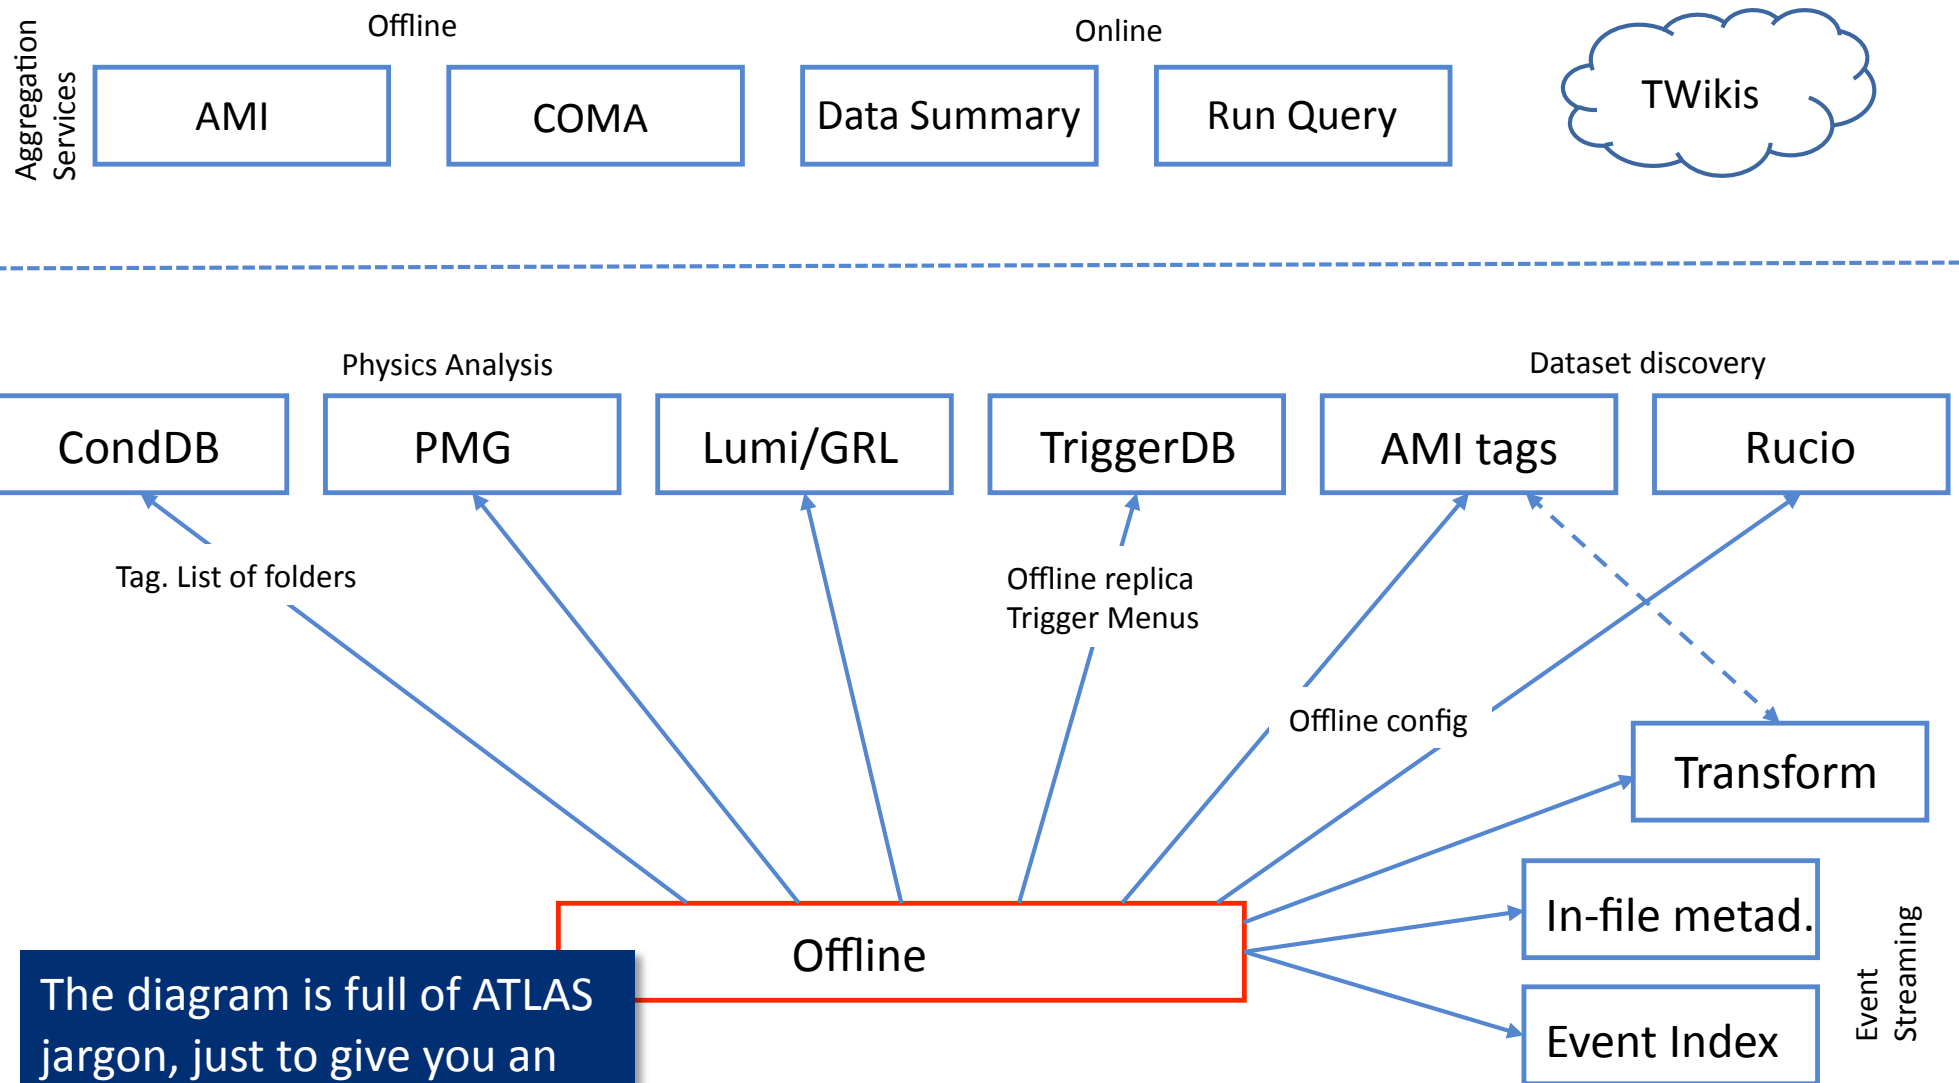 Aggregation
Services
Offline
Online
AMI
COMA
Data Summary
Run Query
TWikis
Physics Analysis
Dataset discovery
CondDB
PMG
Lumi/GRL
TriggerDB
AMI tags
Rucio
Tag. List of folders
Offline replica
Trigger Menus
Offline config
Transform
In-file metad.
Event Index
Event
Streaming
Offline
The diagram is full of ATLAS
jargon, just to give you an